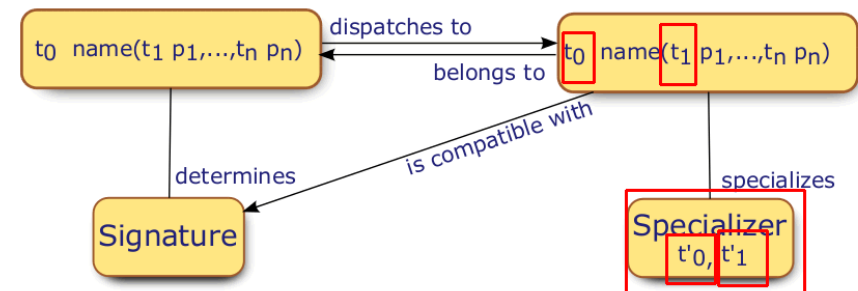 dispatches to
t0 name(t1 p1,...,tn pn)
t0 name(t1 p1,...,tn pn)
belongs to
is compatible with
determines
specializes
Signature
Specializer
t'0, t'1